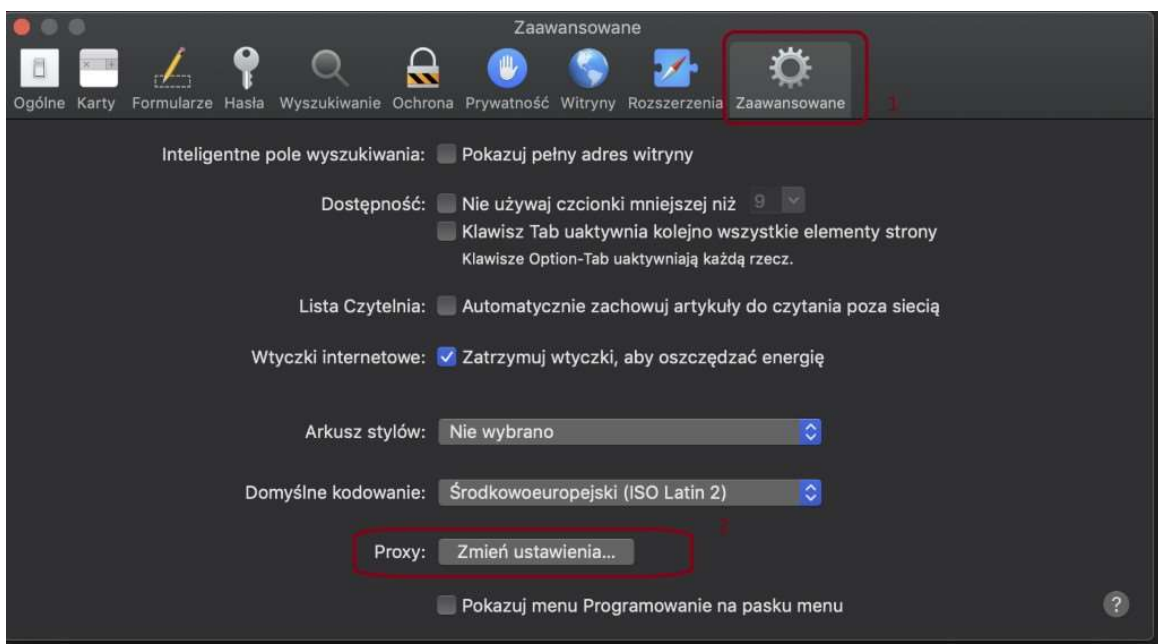 Zaawansowane
Ogólne Karty Formularze Hasła Wyszukiwanie Ochrona Prywatność Witryny Rozszerzenia Zaawansowane 1
Inteligentne pole wyszukiwania: Pokazuj pełny adres witryny
Dostępność: Nie używaj czcionki mniejszej niż 9
Klawisz Tab uaktywnia kolejno wszystkie elementy strony
Klawisze Option-Tab uaktywniają każdą rzecz.
Lista Czytelnia: Automatycznie zachowuj artykuły do czytania poza siecią
Wtyczki internetowe: Zatrzymuj wtyczki, aby oszczędzać energię
Arkusz stylów: Nie wybrano
Domyślne kodowanie: Środkowoeuropejski (ISO Latin 2)
2
Proxy: Zmień ustawienia...
Pokazuj menu Programowanie na pasku menu
?